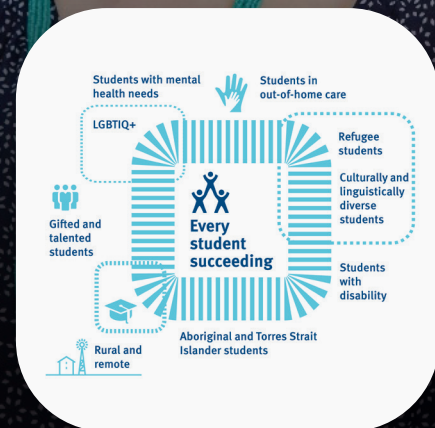 Students with mental
health needs
Students in
out-of-home care
LGBTIQ+
Refugee
students
Culturally and
linguistically
diverse
students
Gifted and
talented
students
Every
student
succeeding
Students
with
disability
Aboriginal and Torres Strait
Islander students
Rural and
remote